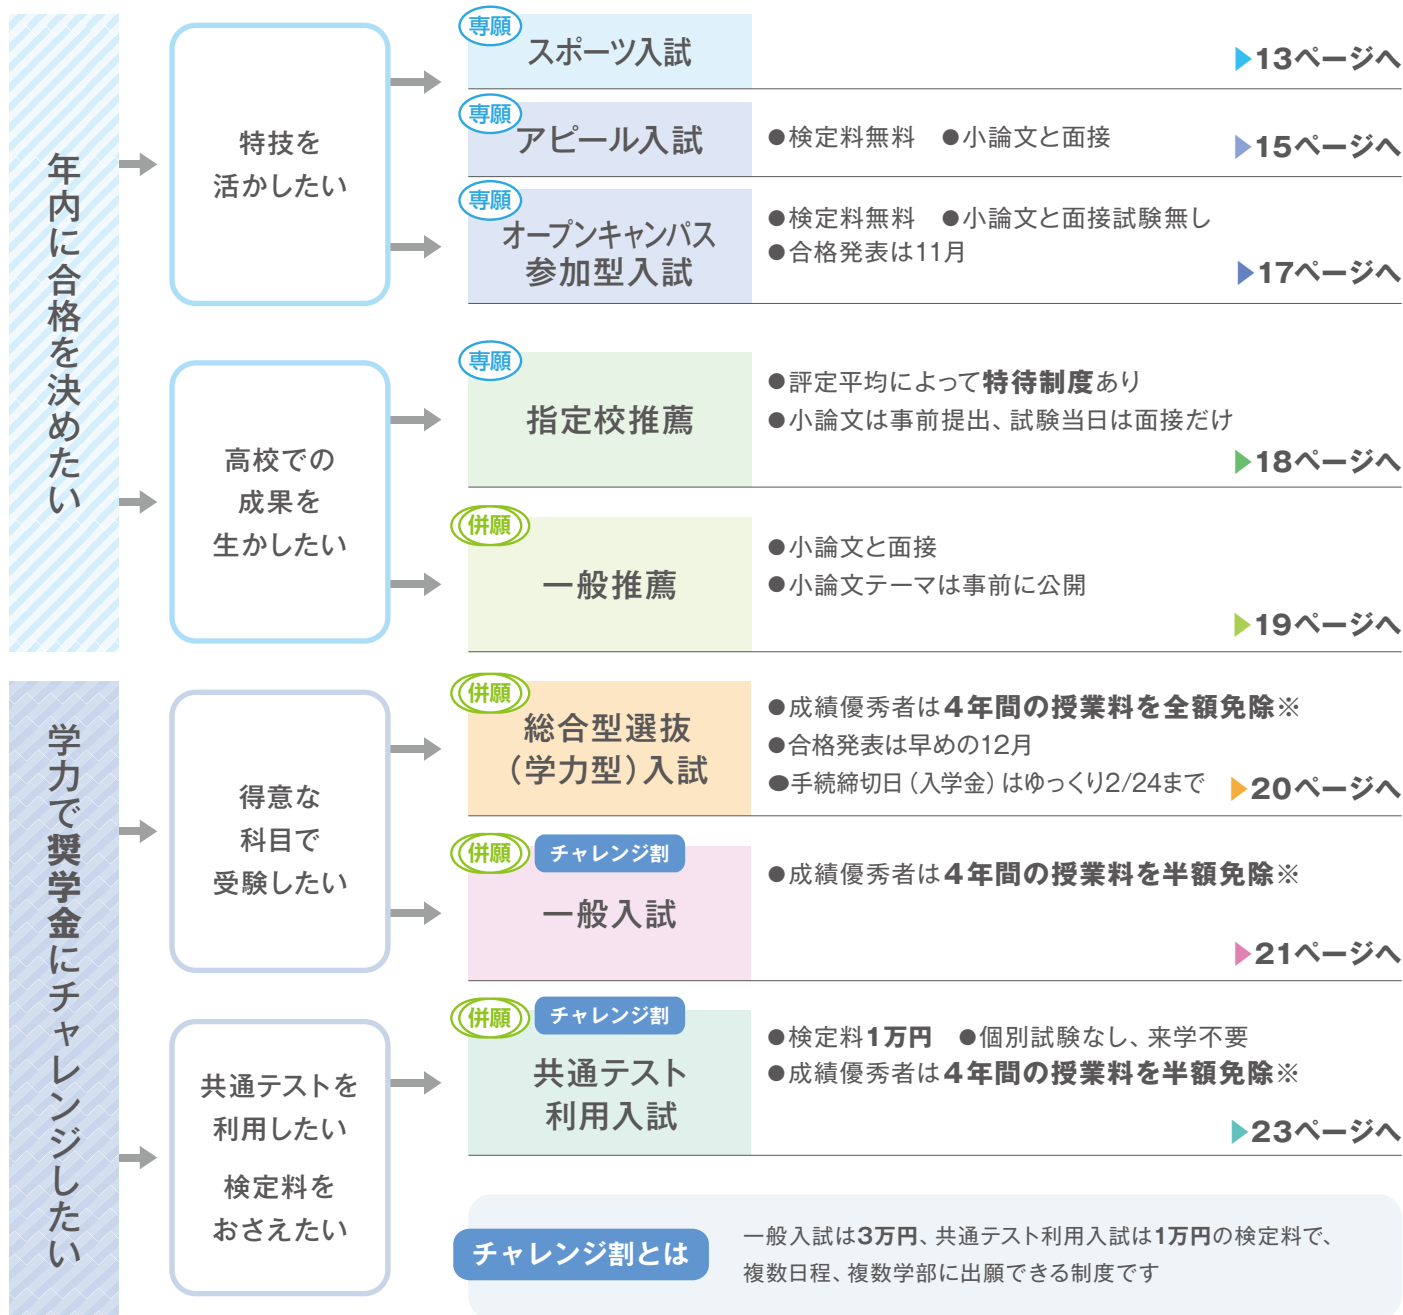 年内に合格を決めたい
特技を
活かしたい
専願
スポーツ入試
▶13ページへ
専願
アピール入試
●検定料無料 ●小論文と面接
▶15ページへ
専願
オープンキャンパス
参加型入試
●検定料無料 ●小論文と面接試験無し
●合格発表は11月
▶17ページへ
高校での
成果を
生かしたい
専願
指定校推薦
●評定平均によって特待制度あり
●小論文は事前提出、試験当日は面接だけ
▶18ページへ
併願
一般推薦
●小論文と面接
●小論文テーマは事前に公開
▶19ページへ
学力で奨学金にチャレンジしたい
得意な
科目で
受験したい
併願
総合型選抜
(学力型)入試
●成績優秀者は4年間の授業料を全額免除※
●合格発表は早めの12月
●手続締切日(入学金)はゆっくり2/24まで
▶20ページへ
併願
チャレンジ割
一般入試
●成績優秀者は4年間の授業料を半額免除※
▶21ページへ
共通テストを
利用したい
検定料を
おさえたい
併願
チャレンジ割
共通テスト
利用入試
●検定料1万円 ●個別試験なし、来学不要
●成績優秀者は4年間の授業料を半額免除※
▶23ページへ
チャレンジ割とは
一般入試は3万円、共通テスト利用入試は1万円の検定料で、
複数日程、複数学部に出願できる制度です